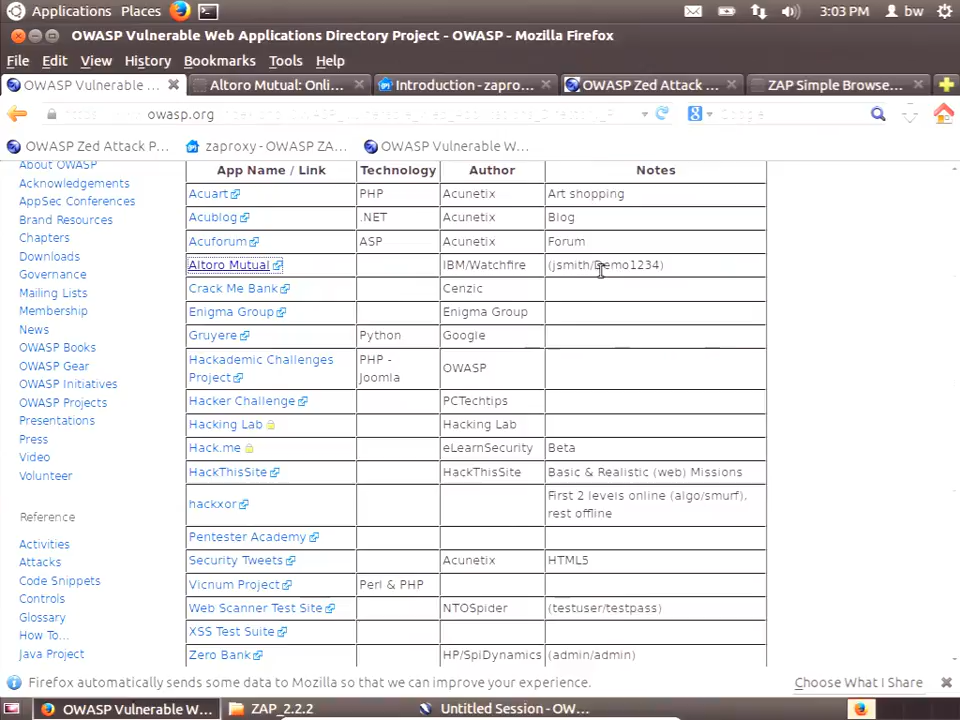 Applications Places 3:03 PM bw
OWASP Vulnerable Web Applications Directory Project - OWASP - Mozilla Firefox
File Edit View History Bookmarks Tools Help
OWASP Vulnerable ... Altoro Mutual: Onli... Introduction - zapro... OWASP Zed Attack ... ZAP Simple Browse...
owasp.org Google
OWASP Zed Attack P... zaproxy - OWASP ZA... OWASP Vulnerable W...
About OWASP
Acknowledgements
AppSec Conferences
Brand Resources
Chapters
Downloads
Governance
Mailing Lists
Membership
News
OWASP Books
OWASP Gear
OWASP Initiatives
OWASP Projects
Presentations
Press
Video
Volunteer
Reference
Activities
Attacks
Code Snippets
Controls
Glossary
How To...
Java Project
App Name / Link Technology Author Notes
Acuart PHP Acunetix Art shopping
Acublog .NET Acunetix Blog
Acuforum ASP Acunetix Forum
Altoro Mutual IBM/Watchfire (jsmith/Demo1234)
Crack Me Bank Cenzic
Enigma Group Enigma Group
Gruyere Python Google
Hackademic Challenges Project PHP - Joomla OWASP
Hacker Challenge PCTechtips
Hacking Lab Hacking Lab
Hack.me eLearnSecurity Beta
HackThisSite HackThisSite Basic & Realistic (web) Missions
hackxor First 2 levels online (algo/smurf), rest offline
Pentester Academy
Security Tweets Acunetix HTML5
Vicnum Project Perl & PHP
Web Scanner Test Site NTOSpider (testuser/testpass)
XSS Test Suite
Zero Bank HP/SpiDynamics (admin/admin)
Firefox automatically sends some data to Mozilla so that we can improve your experience. Choose What I Share
OWASP Vulnerable W... ZAP_2.2.2 Untitled Session - OW...